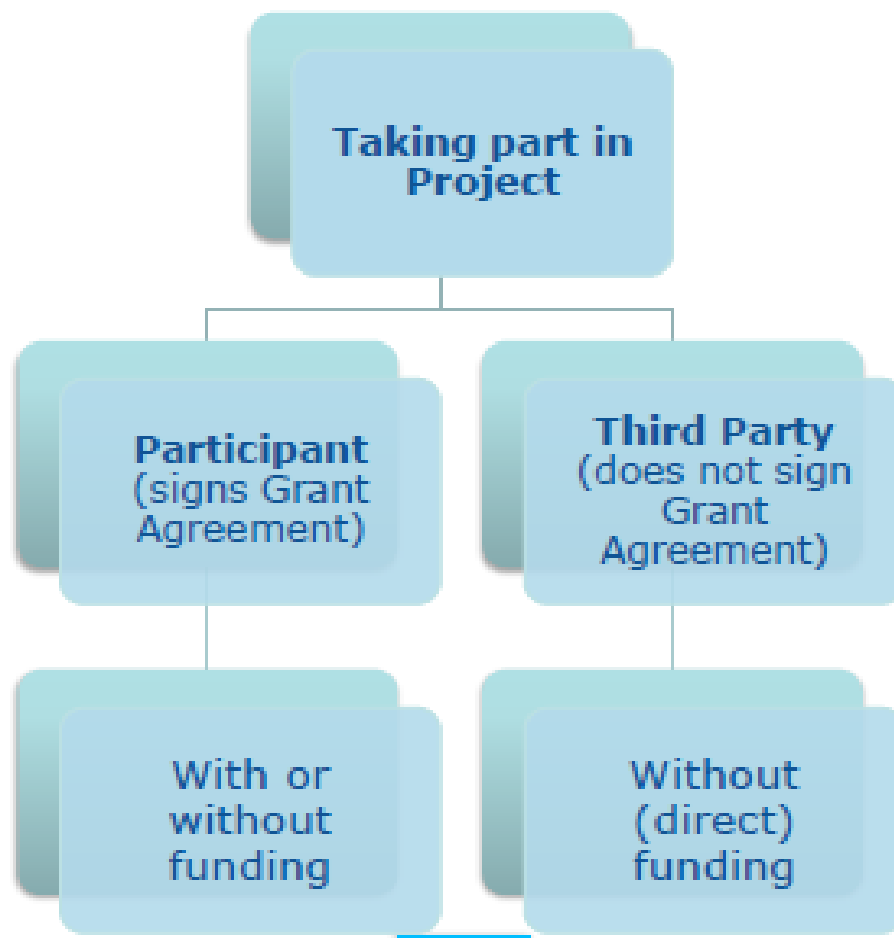 Taking part in
Project
Participant
(signs Grant
Agreement)
Third Party
(does not sign
Grant
Agreement)
With or
without
funding
Without
(direct)
funding